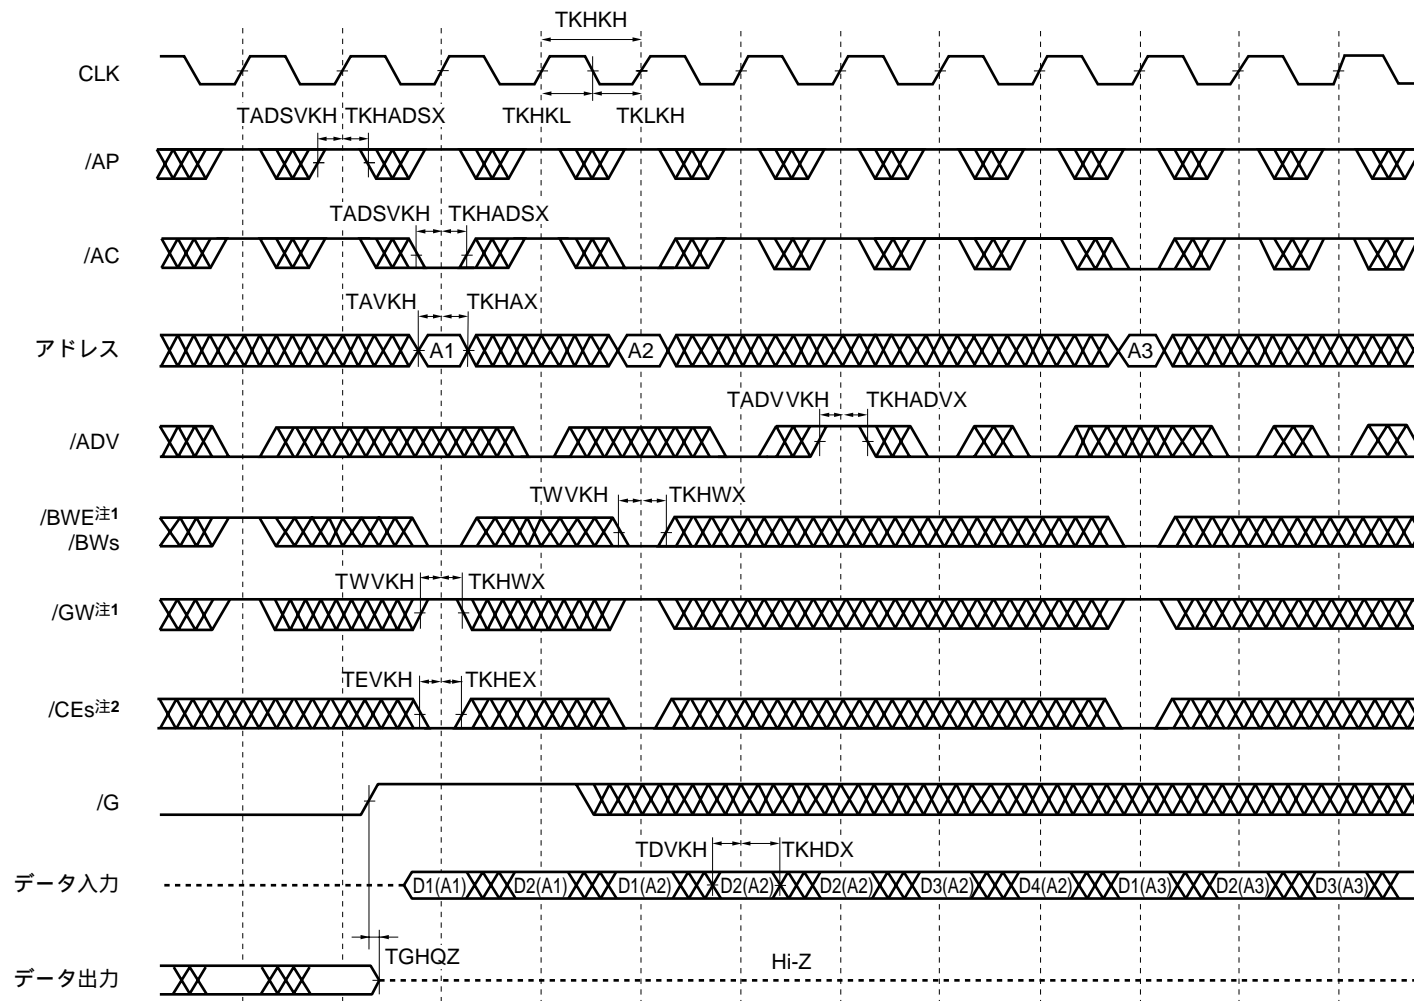 TKHKH
CLK
TADSVKH TKHADSX TKHKL TKLKH
/AP
TADSVKH TKHADSX
/AC
TAVKH TKHAX
アドレス A1 A2 A3
TADVVKH TKHADVX
/ADV
TWVKH TKHWX
/BWE注1
/BWs
TWVKH TKHWX
/GW注1
TEVKH TKHEX
/CEs注2
/G
TDVKH TKHDX
データ入力 D1(A1) D2(A1) D1(A2) D2(A2) D2(A2) D3(A2) D4(A2) D1(A3) D2(A3) D3(A3)
TGHQZ Hi-Z
データ出力